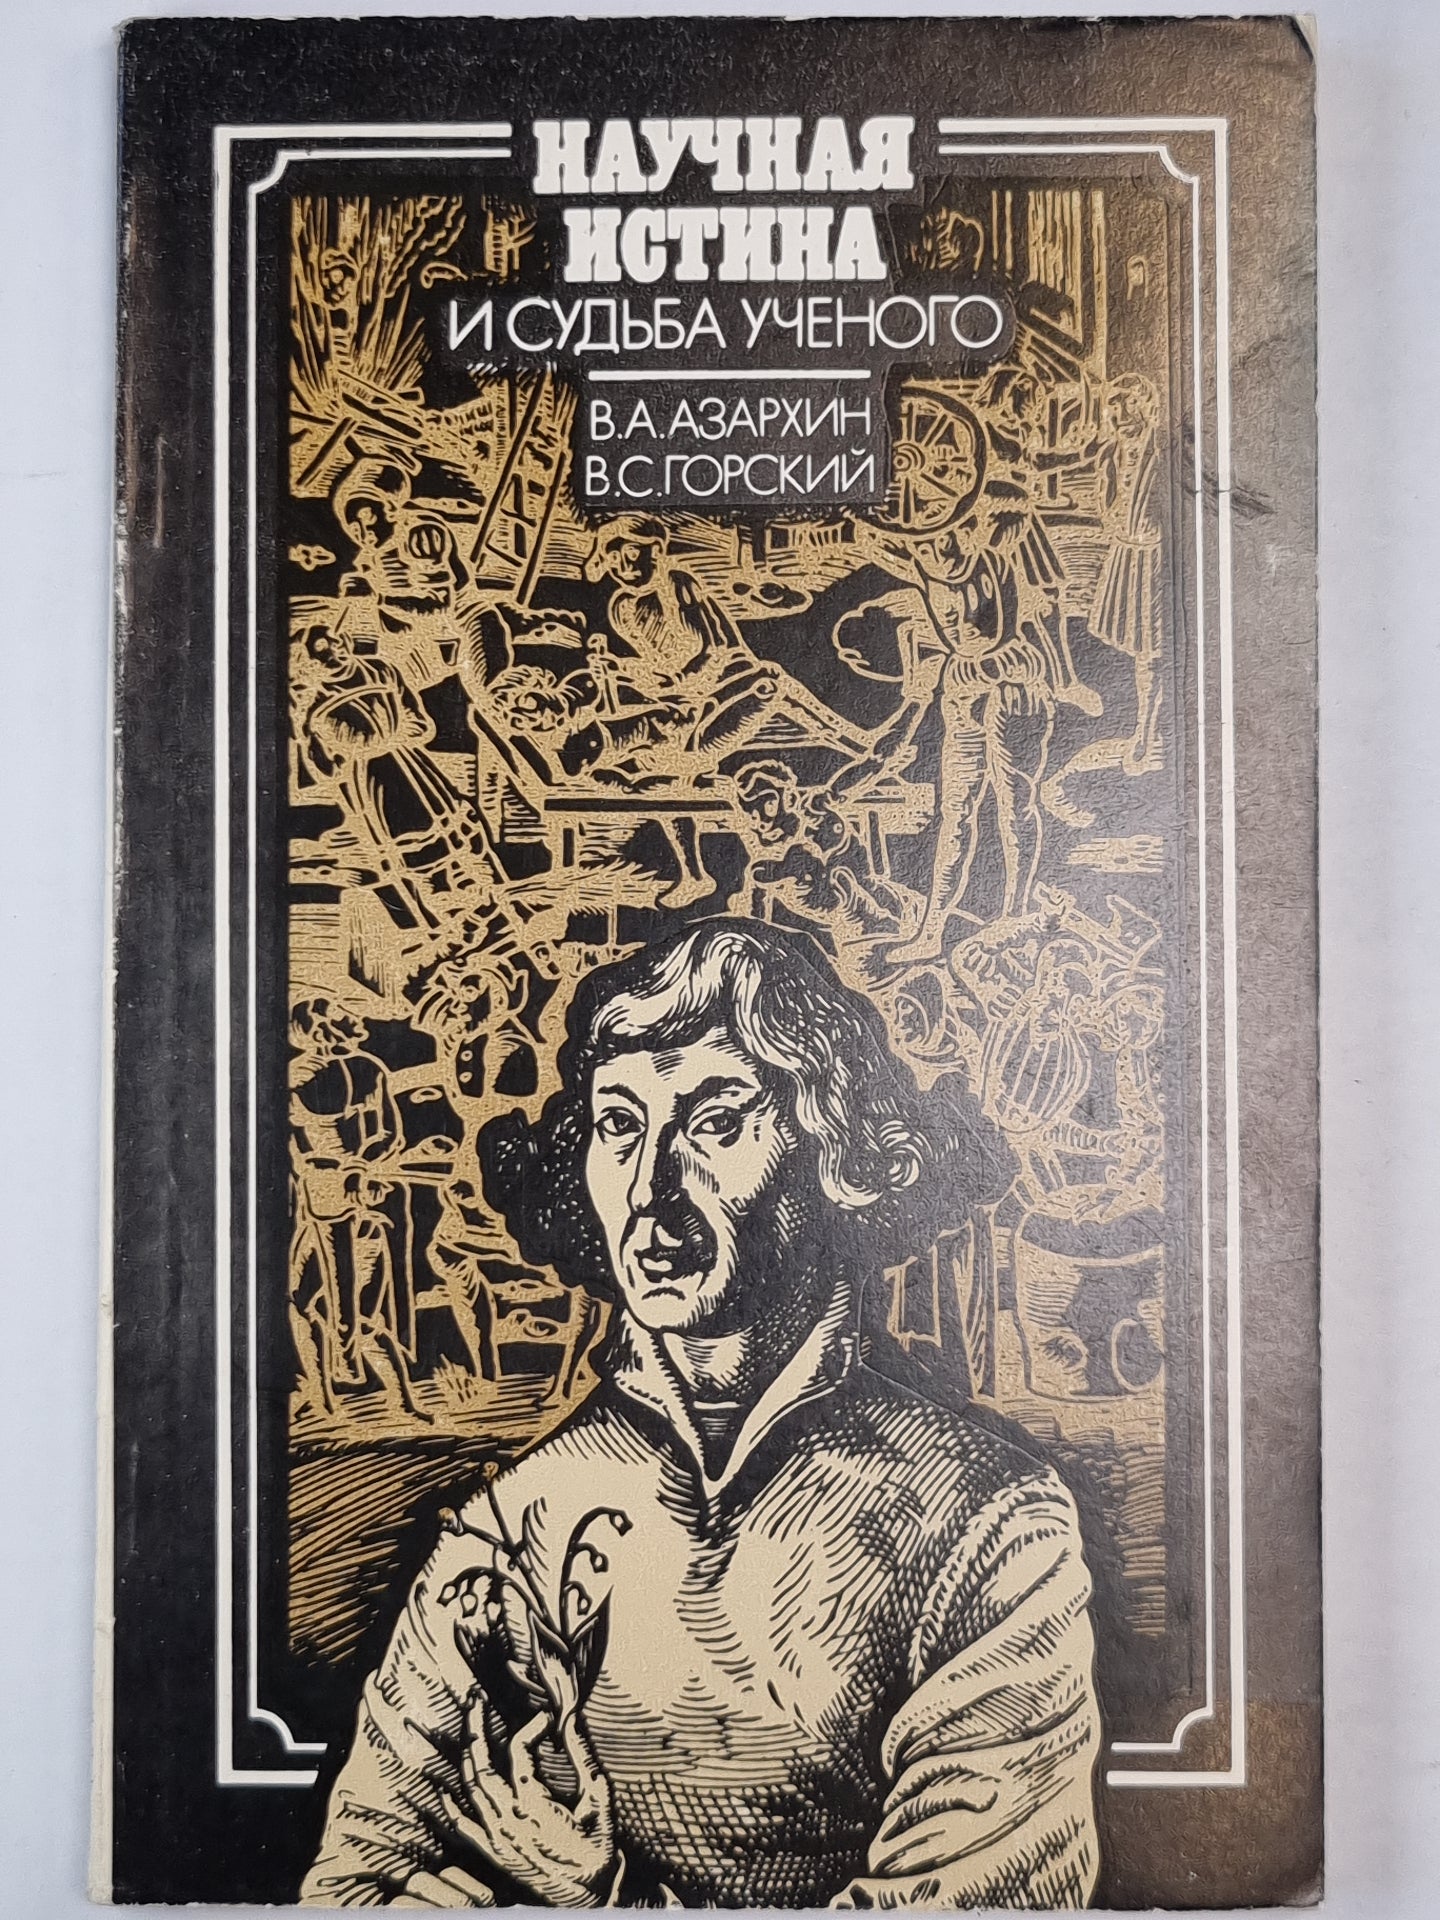 НАУЧНАЯ
ИСТИНА
И СУДЬБА УЧЕНОГО
В.А.АЗАРХИН
В.С.ГОРСКИЙ